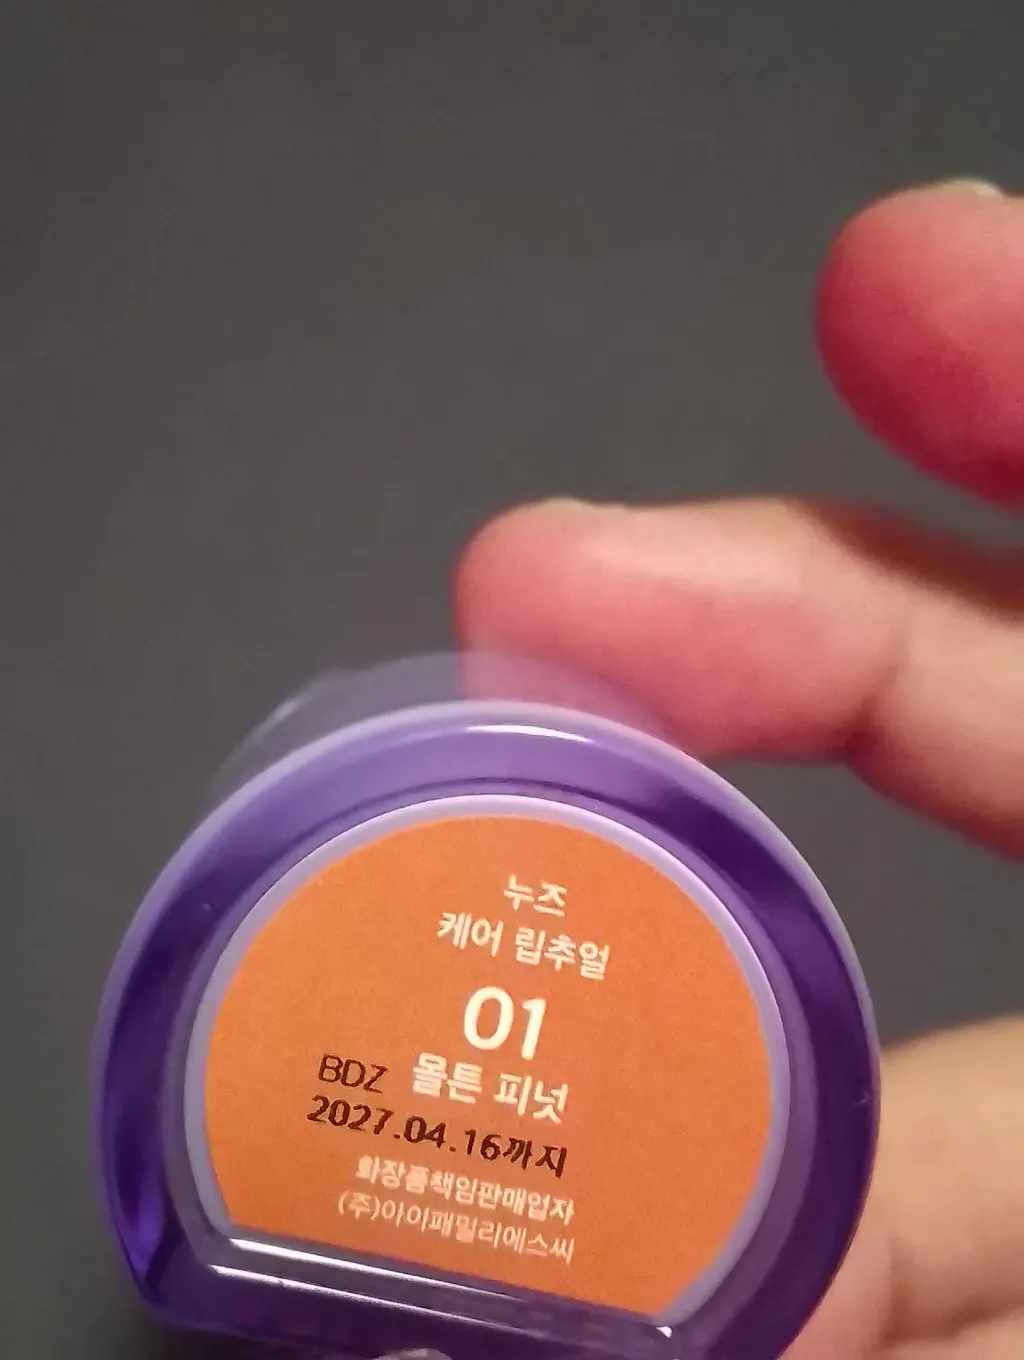 누즈
케어 립추얼
01
몰튼 피넛
BDZ
2027.04.16까지
화장품책임판매업자
(주)아이패밀리에스씨